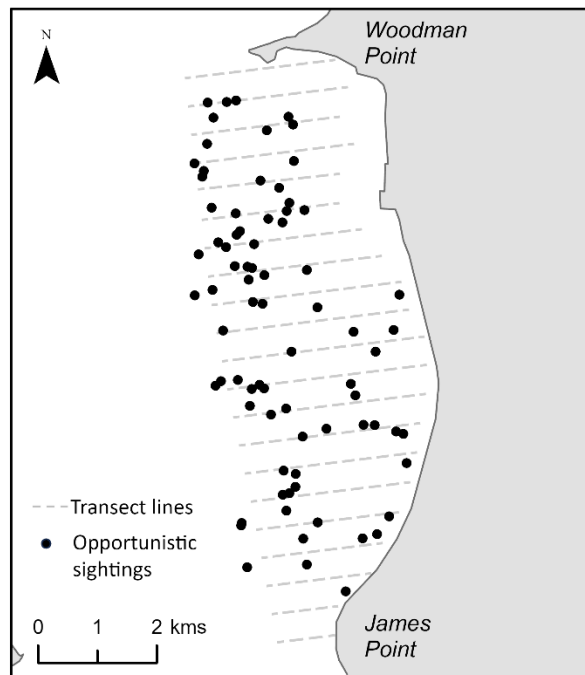 Woodman
Point
N
Transect lines
Opportunistic
sightings
0 1 2 kms
James
Point